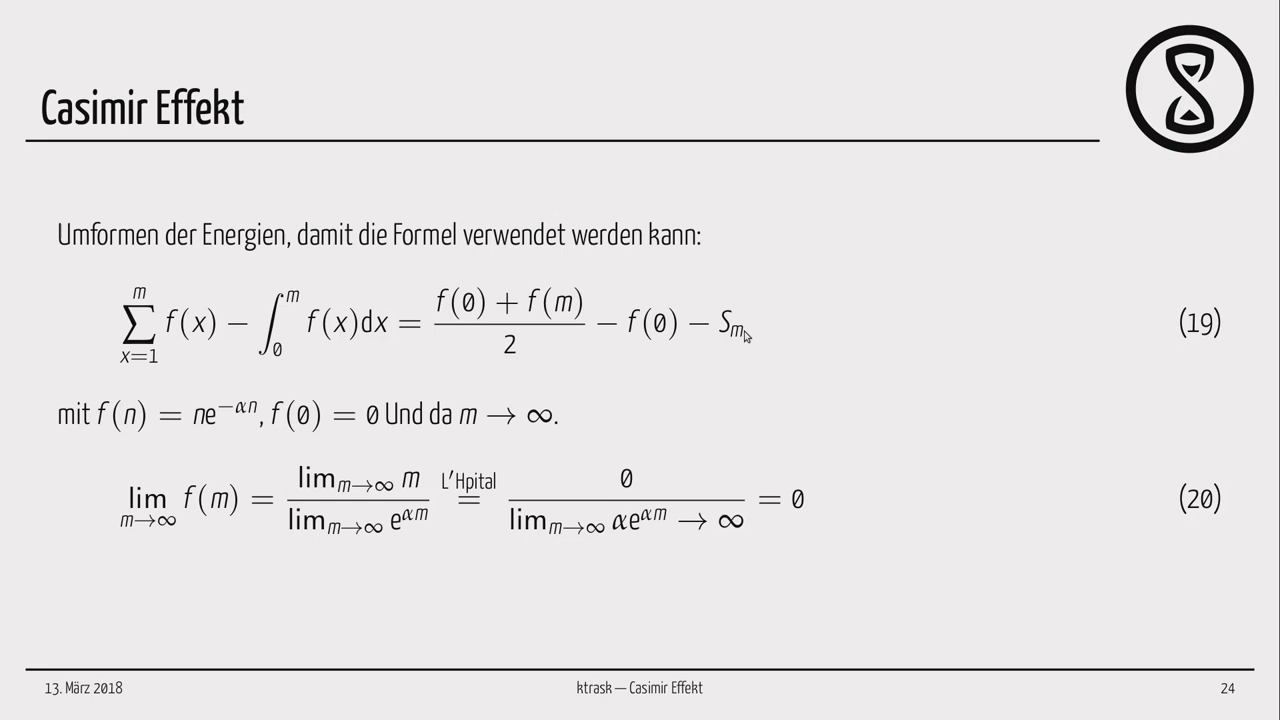 Casimir Effekt
Umformen der Energien, damit die Formel verwendet werden kann:
∑_{x=1}^{m} f(x) − ∫_0^m f(x)dx = (f(0) + f(m))/2 − f(0) − S_m (19)
mit f(n) = ne^{−αn}, f(0) = 0 Und da m → ∞.
lim_{m→∞} f(m) = (lim_{m→∞} m)/(lim_{m→∞} e^{αm}) =^{L′Hpital} 0/(lim_{m→∞} αe^{αm} → ∞) = 0 (20)
13. März 2018 ktrask — Casimir Effekt 24